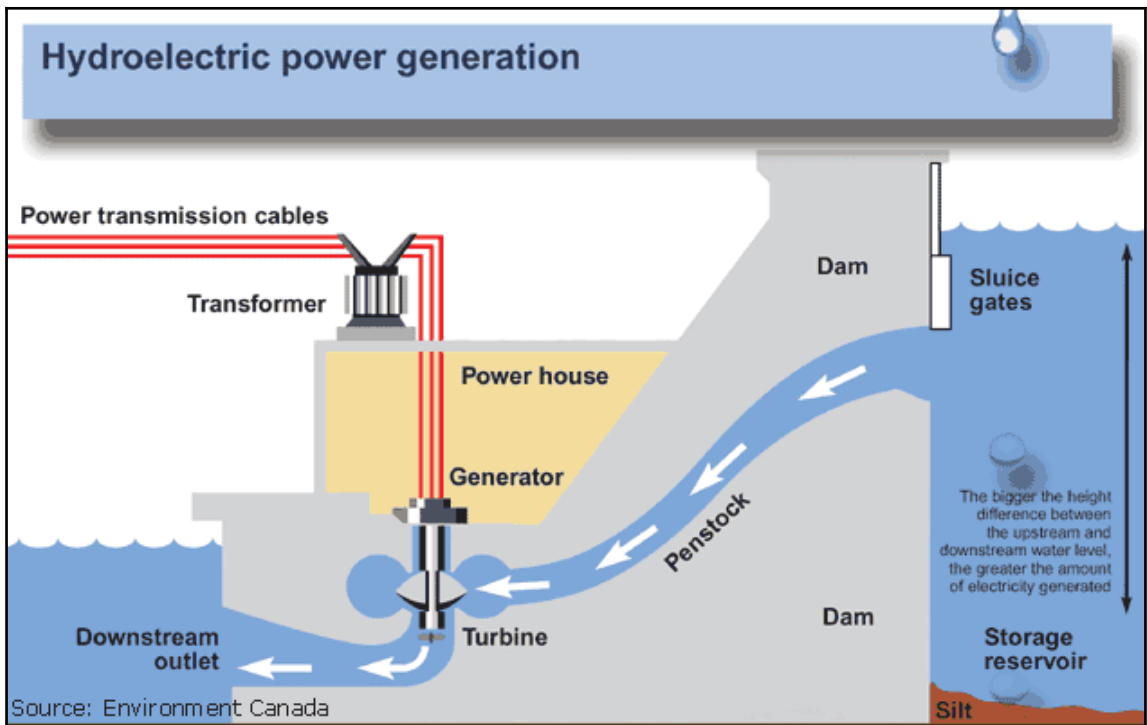 Hydroelectric power generation
Power transmission cables
Transformer
Dam
Sluice
gates
Power house
Generator
Penstock
The bigger the height
difference between
the upstream and
downstream water level,
the greater the amount
of electricity generated
Turbine
Dam
Downstream
outlet
Storage
reservoir
Silt
Source: Environment Canada